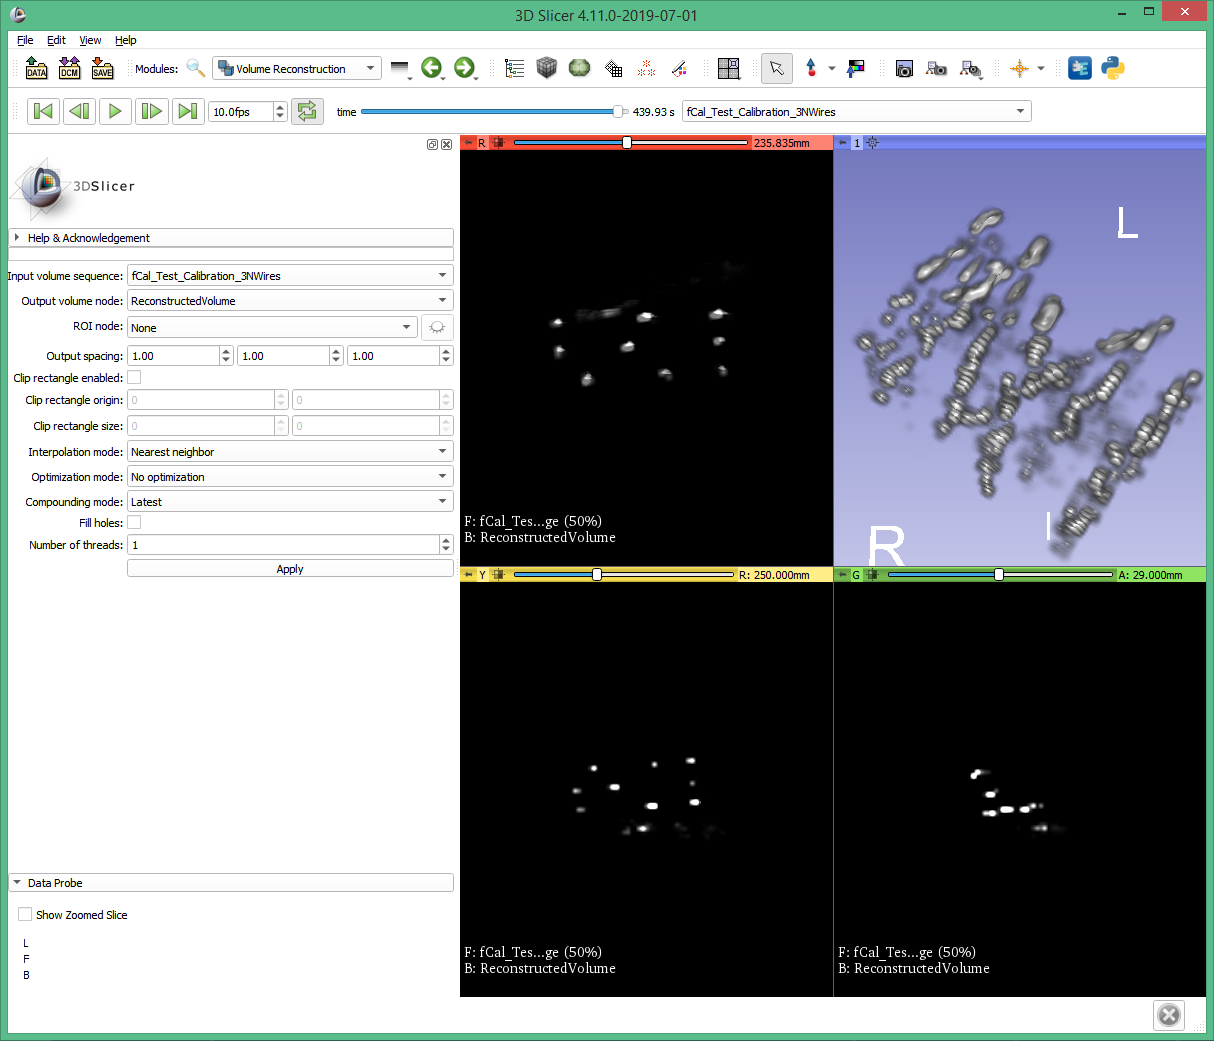 3D Slicer 4.11.0-2019-07-01
File Edit View Help
DATA DCM SAVE Modules: Volume Reconstruction
10.0fps time 439.93 s fCal_Test_Calibration_3NWires
R 235.835mm
1
3DSlicer
Help & Acknowledgement
Input volume sequence: fCal_Test_Calibration_3NWires
Output volume node: ReconstructedVolume
ROI node: None
Output spacing: 1.00 1.00 1.00
Clip rectangle enabled:
Clip rectangle origin: 0 0
Clip rectangle size: 0 0
Interpolation mode: Nearest neighbor
Optimization mode: No optimization
Compounding mode: Latest
Fill holes:
Number of threads: 1
Apply
F: fCal_Tes...ge (50%)
B: ReconstructedVolume
L
I
R
Y R: 250.000mm
G A: 29.000mm
F: fCal_Tes...ge (50%)
B: ReconstructedVolume
F: fCal_Tes...ge (50%)
B: ReconstructedVolume
Data Probe
Show Zoomed Slice
L
F
B